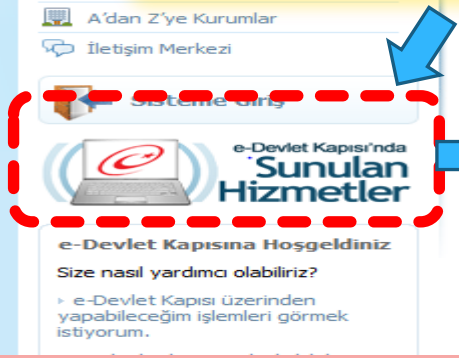 A'dan Z'ye Kurumlar
İletişim Merkezi
Sisteme Giriş
e-Devlet Kapısı'nda
Sunulan
Hizmetler
e-Devlet Kapısına Hoşgeldiniz
Size nasıl yardımcı olabiliriz?
e-Devlet Kapısı üzerinden
yapabileceğim işlemleri görmek
istiyorum.